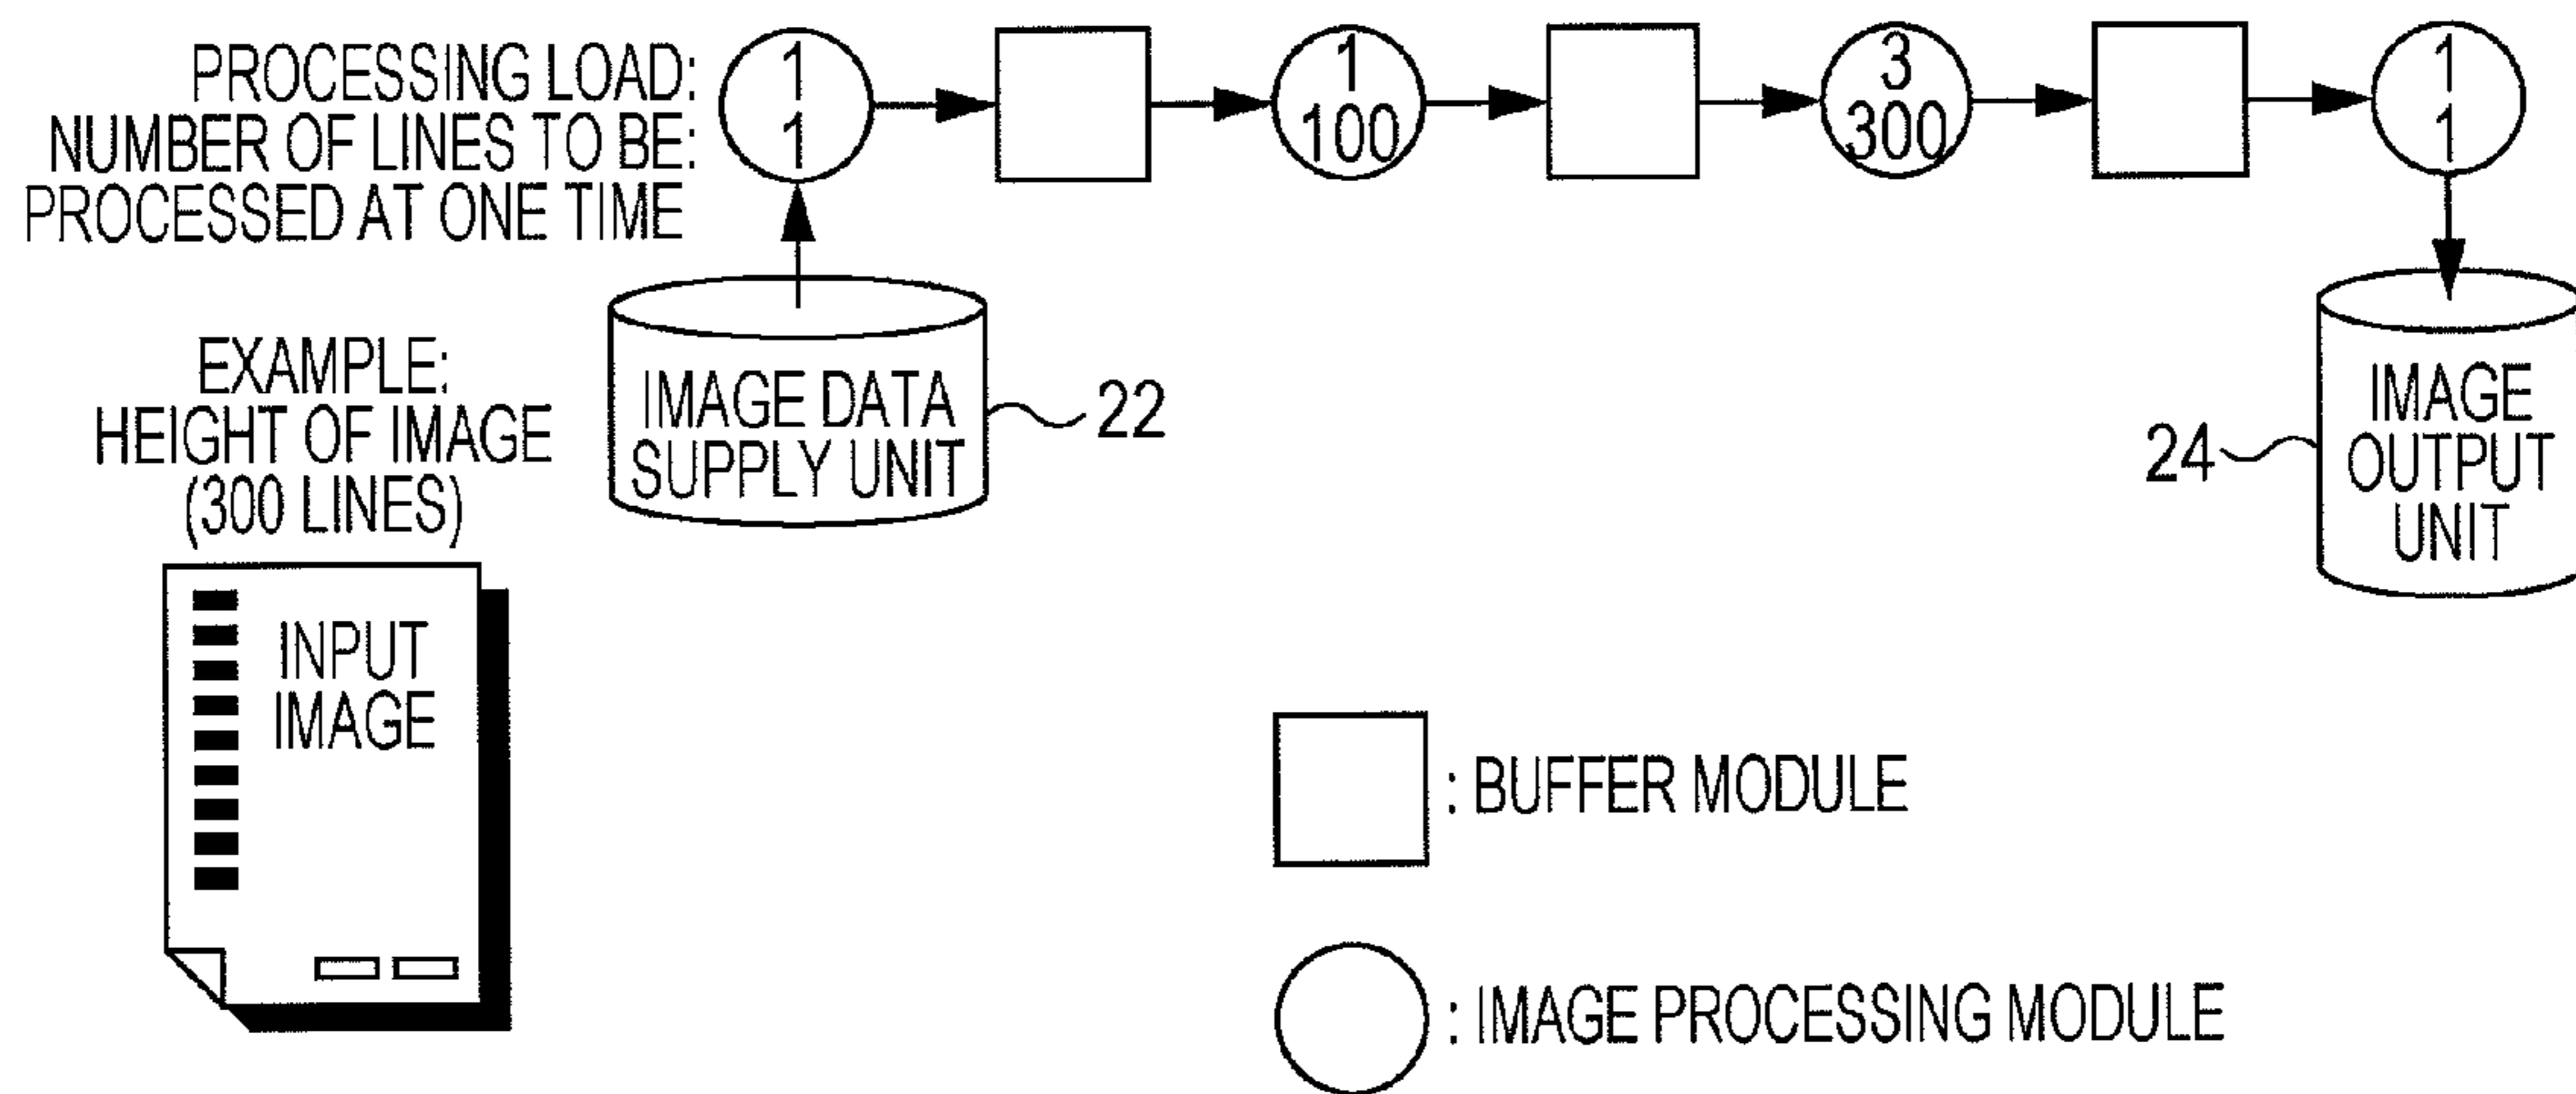 PROCESSING LOAD:
NUMBER OF LINES TO BE:
PROCESSED AT ONE TIME
1
1
1
100
3
300
1
1
EXAMPLE:
HEIGHT OF IMAGE
(300 LINES)
IMAGE DATA
SUPPLY UNIT
22
24
IMAGE
OUTPUT
UNIT
INPUT
IMAGE
: BUFFER MODULE
: IMAGE PROCESSING MODULE